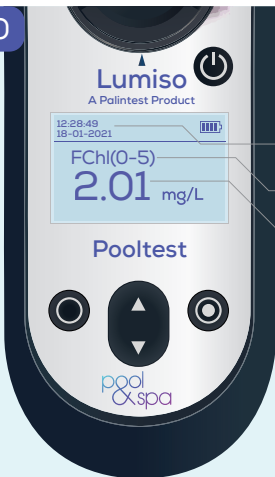 Lumiso
A Palintest Product
12:28:49
18-01-2021
FChl(0-5)
2.01 mg/L
Pooltest
pool
&spa